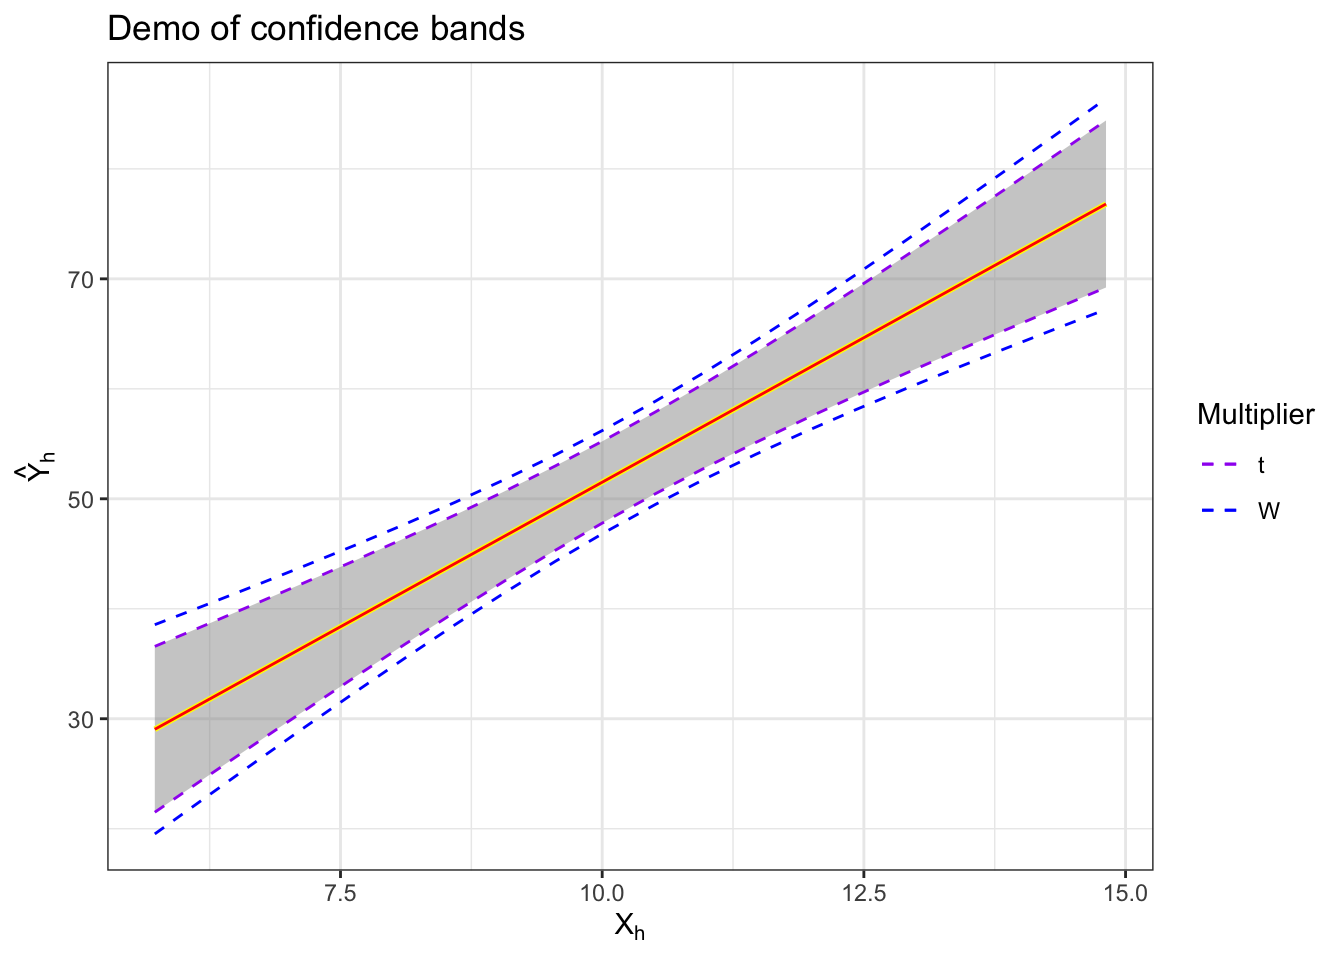 Demo of confidence bands
70
50
30
7.5 10.0 12.5 15.0
Xₕ
Ŷₕ
Multiplier
t
W